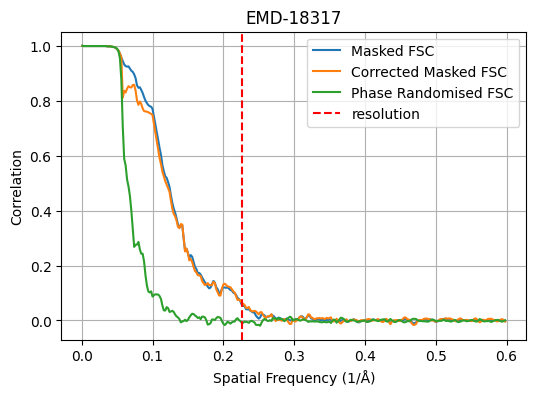 EMD-18317
Masked FSC
Corrected Masked FSC
Phase Randomised FSC
resolution
Correlation
1.0
0.8
0.6
0.4
0.2
0.0
0.0 0.1 0.2 0.3 0.4 0.5 0.6
Spatial Frequency (1/Å)